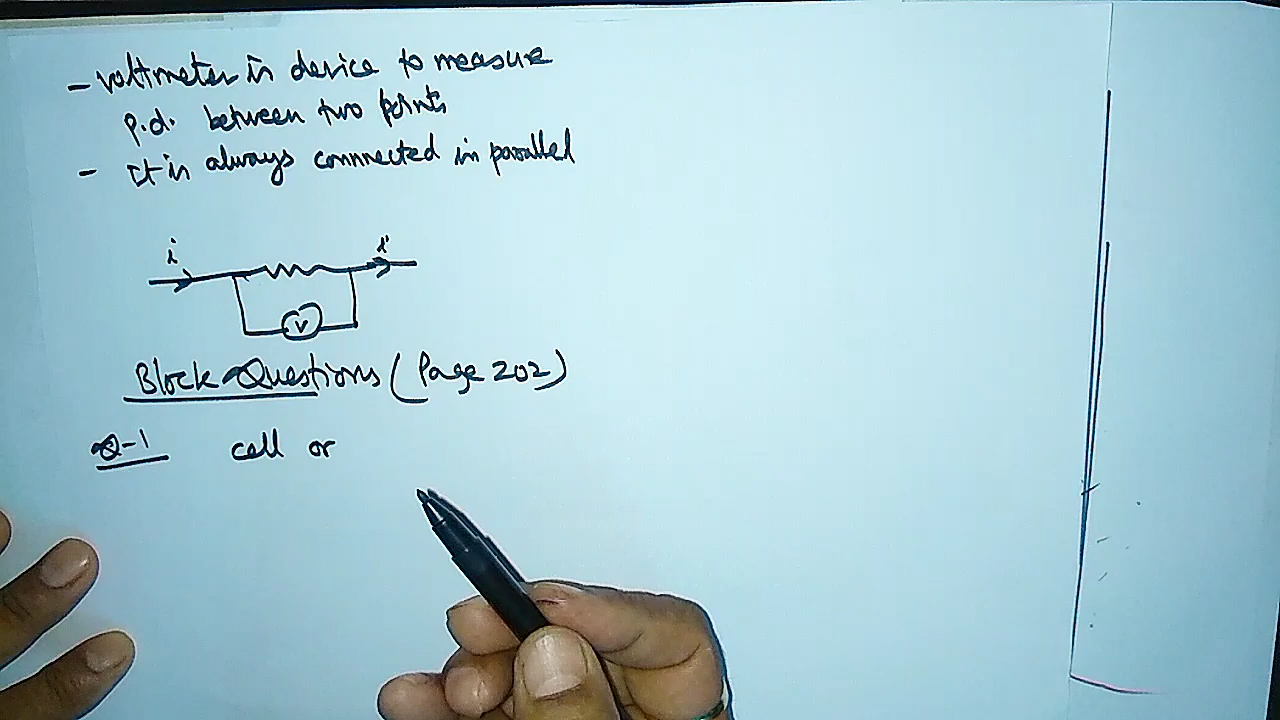 - voltmeter is device to measure
p.d. between two points
- It is always connnected in parallel
i i
V
Block Questions (Page 202)
Q-1 cell or